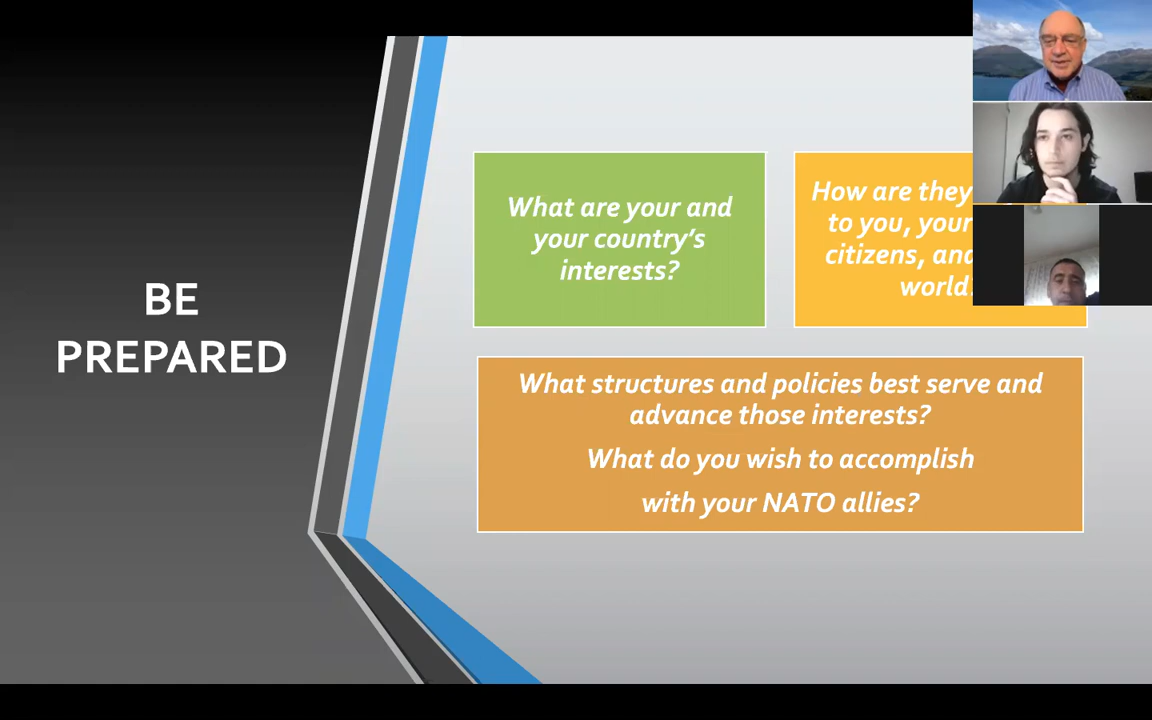 BE
PREPARED
What are your and
your country's
interests?
How are they
to you, your
citizens, and
world
What structures and policies best serve and
advance those interests?
What do you wish to accomplish
with your NATO allies?